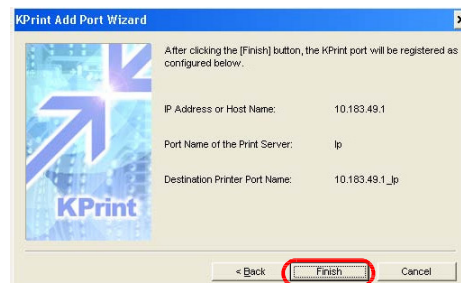 KPrint Add Port Wizard
After clicking the [Finish] button, the KPrint port will be registered as
configured below.
IP Address or Host Name: 10.183.49.1
Port Name of the Print Server: lp
Destination Printer Port Name: 10.183.49.1_lp
KPrint
< Back Finish Cancel